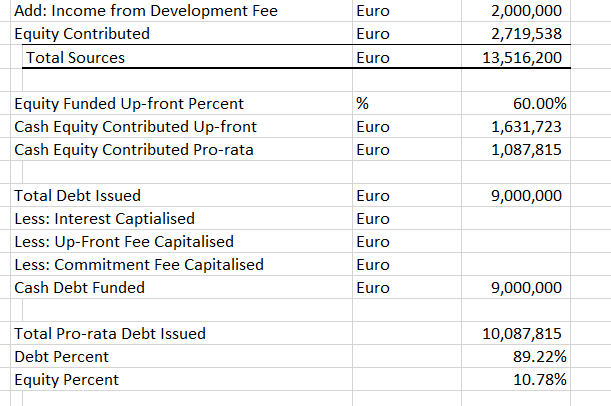 Add: Income from Development Fee Euro 2,000,000
Equity Contributed Euro 2,719,538
Total Sources Euro 13,516,200
Equity Funded Up-front Percent % 60.00%
Cash Equity Contributed Up-front Euro 1,631,723
Cash Equity Contributed Pro-rata Euro 1,087,815
Total Debt Issued Euro 9,000,000
Less: Interest Captialised Euro
Less: Up-Front Fee Capitalised Euro
Less: Commitment Fee Capitalised Euro
Cash Debt Funded Euro 9,000,000
Total Pro-rata Debt Issued 10,087,815
Debt Percent 89.22%
Equity Percent 10.78%